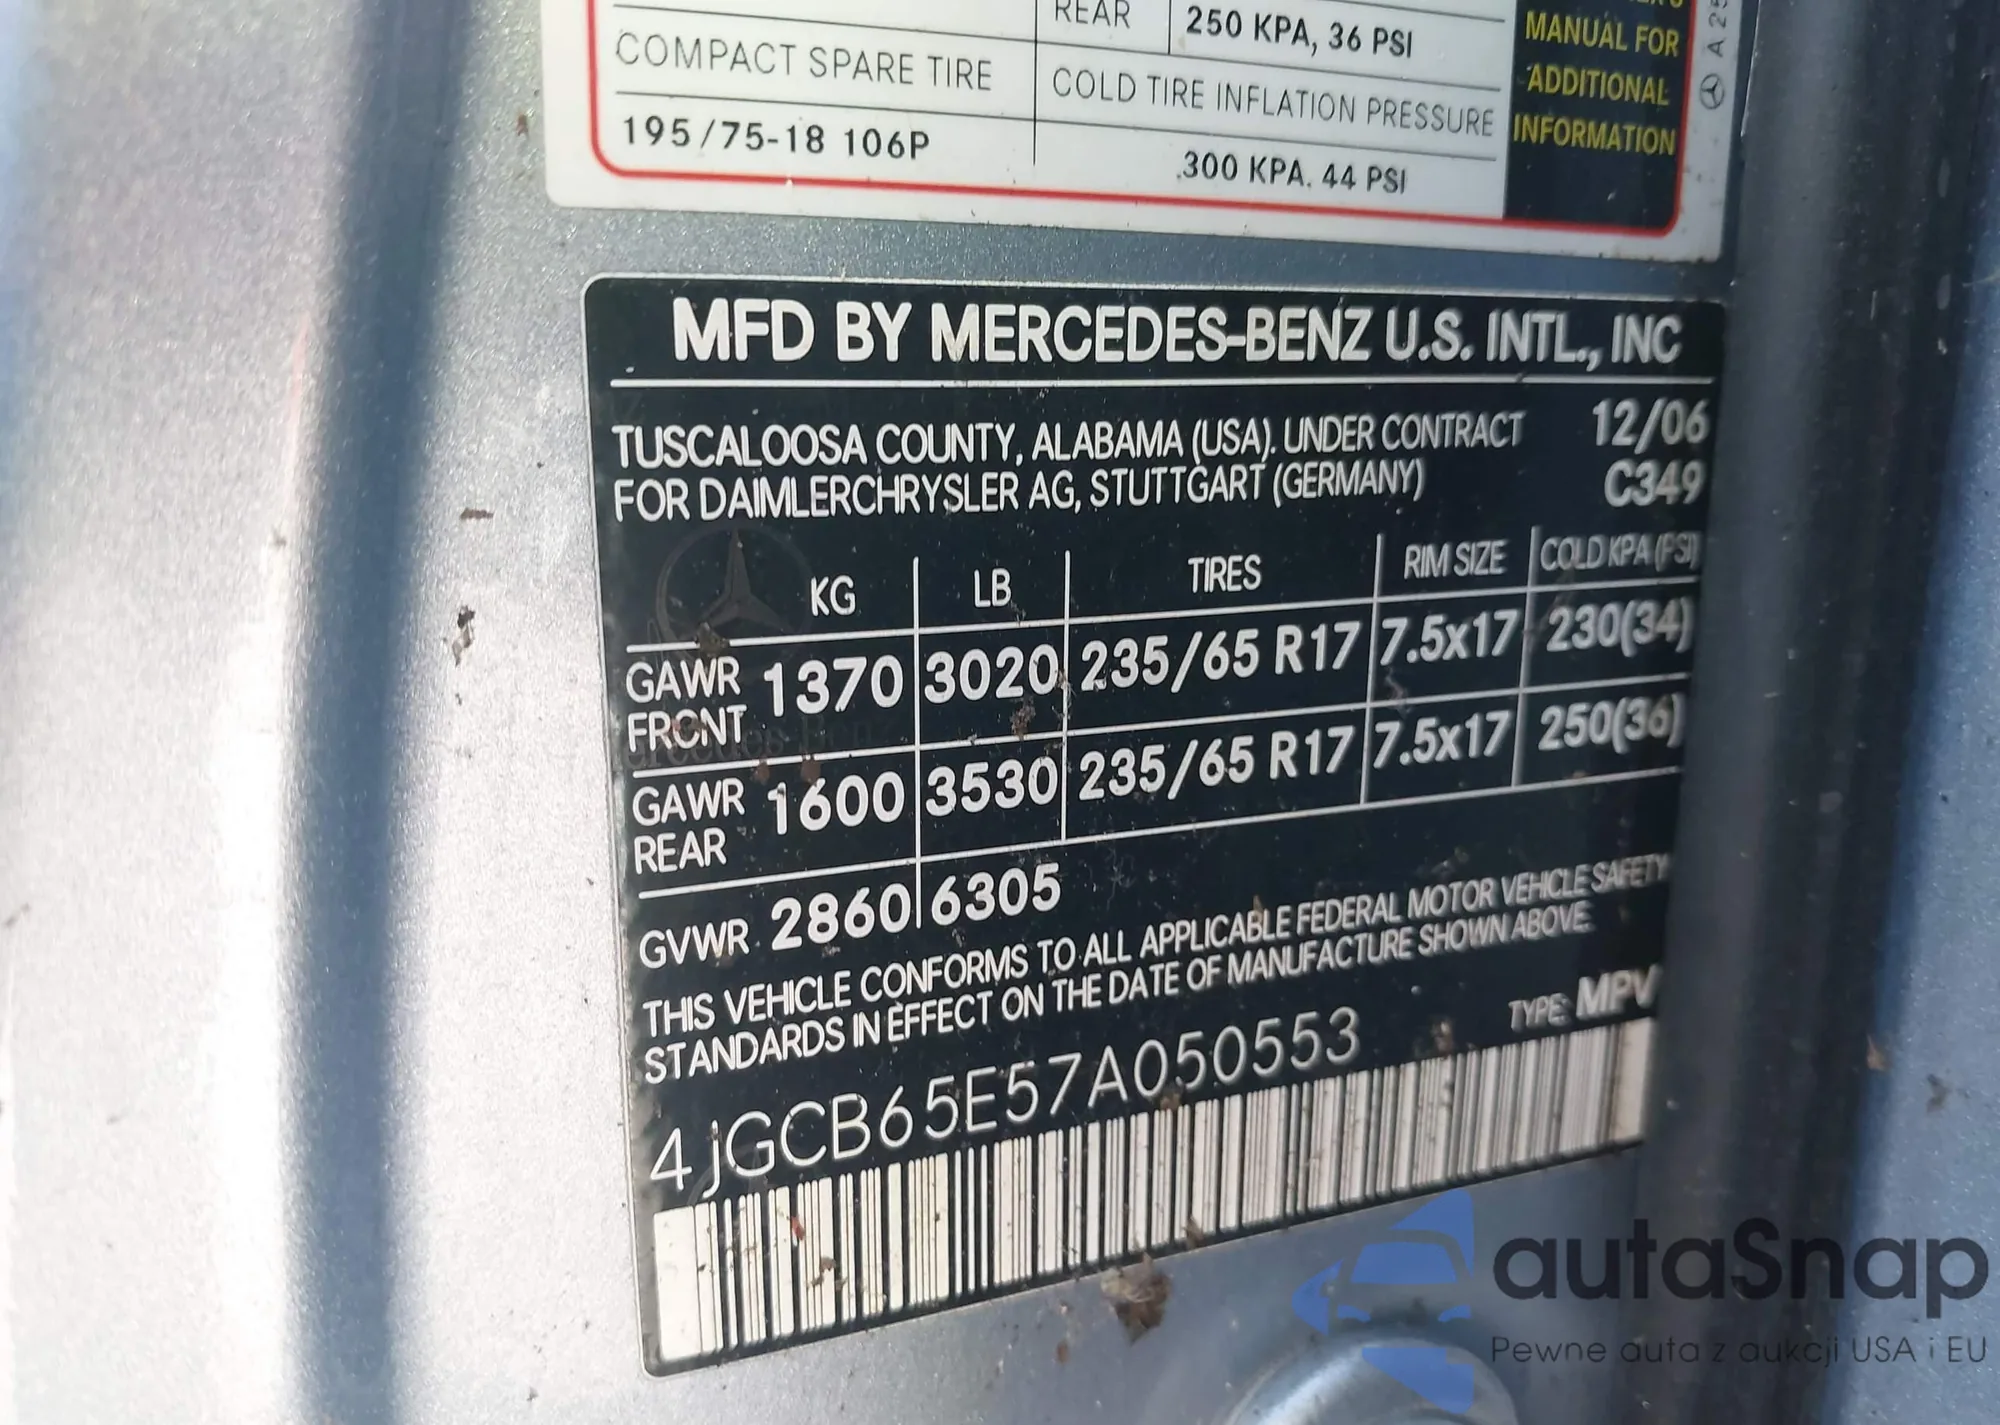 REAR 250 KPA, 36 PSI
COMPACT SPARE TIRE
COLD TIRE INFLATION PRESSURE
195/75-18 106P
300 KPA. 44 PSI
MANUAL FOR
ADDITIONAL
INFORMATION
MFD BY MERCEDES-BENZ U.S. INTL., INC
TUSCALOOSA COUNTY, ALABAMA (USA). UNDER CONTRACT 12/06
FOR DAIMLERCHRYSLER AG, STUTTGART (GERMANY) C349
KG LB TIRES RIM SIZE COLD KPA (PSI)
GAWR FRONT 1370 3020 235/65 R17 7.5x17 230(34)
GAWR REAR 1600 3530 235/65 R17 7.5x17 250(36)
GVWR 2860 6305
THIS VEHICLE CONFORMS TO ALL APPLICABLE FEDERAL MOTOR VEHICLE SAFETY
STANDARDS IN EFFECT ON THE DATE OF MANUFACTURE SHOWN ABOVE.
TYPE: MPV
4JGCB65E57A050553
autaSnap
Pewne auta z aukcji USA i EU